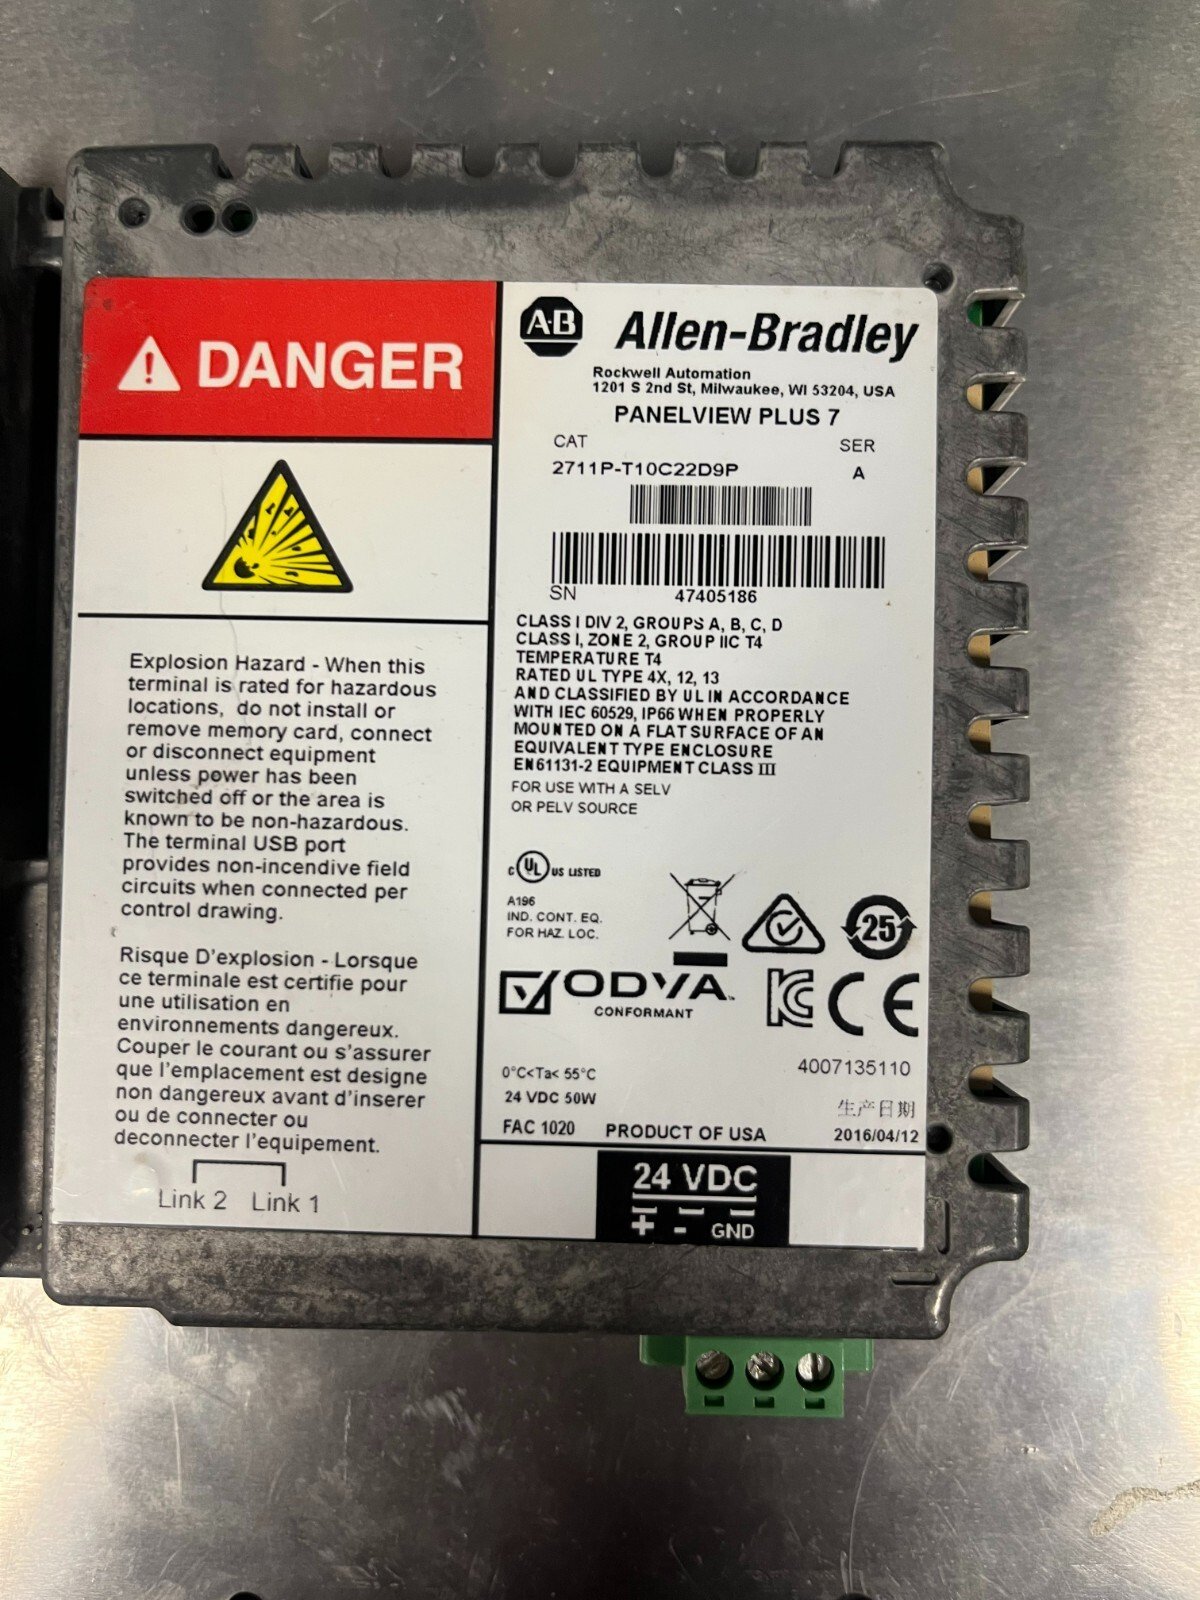 DANGER
Explosion Hazard - When this
terminal is rated for hazardous
locations, do not install or
remove memory card, connect
or disconnect equipment
unless power has been
switched off or the area is
known to be non-hazardous.
The terminal USB port
provides non-incendive field
circuits when connected per
control drawing.
Risque D'explosion - Lorsque
ce terminale est certifie pour
une utilisation en
environnements dangereux.
Couper le courant ou s'assurer
que l'emplacement est designe
non dangereux avant d'inserer
ou de connecter ou
deconnecter l'equipement.
Link 2 Link 1
A-B Allen-Bradley
Rockwell Automation
1201 S 2nd St, Milwaukee, WI 53204, USA
PANELVIEW PLUS 7
CAT SER
2711P-T10C22D9P A
SN 47405186
CLASS I DIV 2, GROUPS A, B, C, D
CLASS I, ZONE 2, GROUP IIC T4
TEMPERATURE T4
RATED UL TYPE 4X, 12, 13
AND CLASSIFIED BY UL IN ACCORDANCE
WITH IEC 60529, IP66 WHEN PROPERLY
MOUNTED ON A FLAT SURFACE OF AN
EQUIVALENT TYPE ENCLOSURE
EN61131-2 EQUIPMENT CLASS III
FOR USE WITH A SELV
OR PELV SOURCE
C UL US LISTED
A196
IND. CONT. EQ.
FOR HAZ. LOC.
25
ODVA
CONFORMANT
KC CE
4007135110
0°C<Ta< 55°C
24 VDC 50W
生产日期
FAC 1020 PRODUCT OF USA 2016/04/12
24 VDC
+ - GND